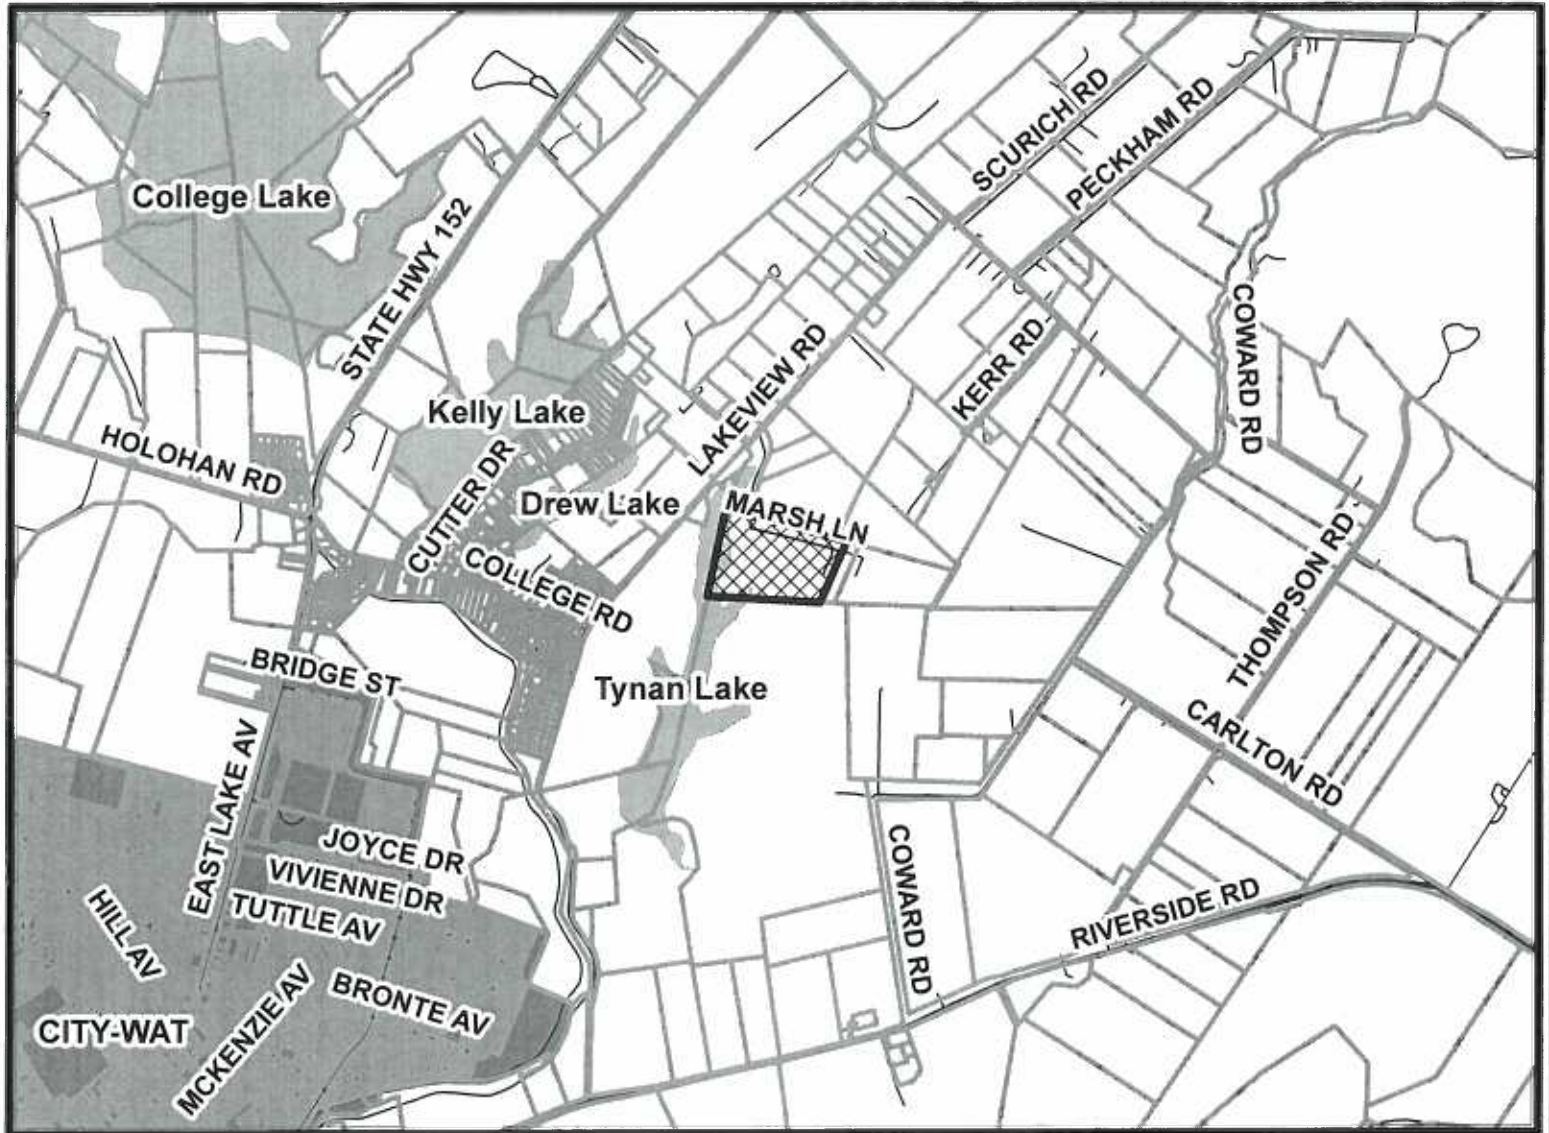 SCURICH RD
PECKHAM RD
College Lake
STATE HWY 152
COWARD RD
LAKEVIEW RD
KERR RD
Kelly Lake
HOLOHAN RD
CUTTER DR
Drew Lake
MARSH LN
COLLEGE RD
THOMPSON RD
BRIDGE ST
Tynan Lake
CARLTON RD
EAST LAKE AV
JOYCE DR
VIVIENNE DR
TUTTLE AV
HILL AV
COWARD RD
RIVERSIDE RD
BRONTE AV
MCKENZIE AV
CITY-WAT